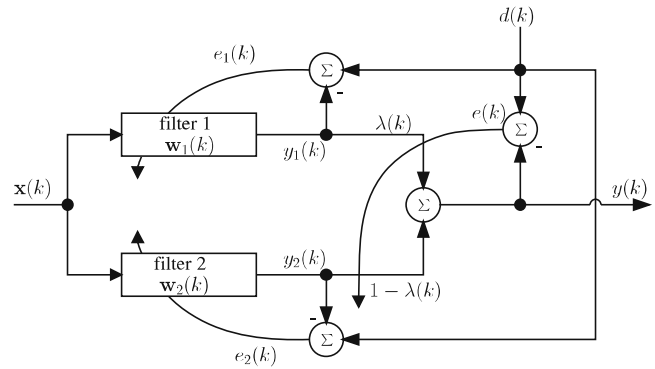 d(k)
e₁(k)
Σ
-
e(k)
filter 1
w₁(k)
λ(k)
Σ
-
y₁(k)
x(k)
Σ
y(k)
filter 2
w₂(k)
y₂(k)
1 − λ(k)
-
Σ
e₂(k)